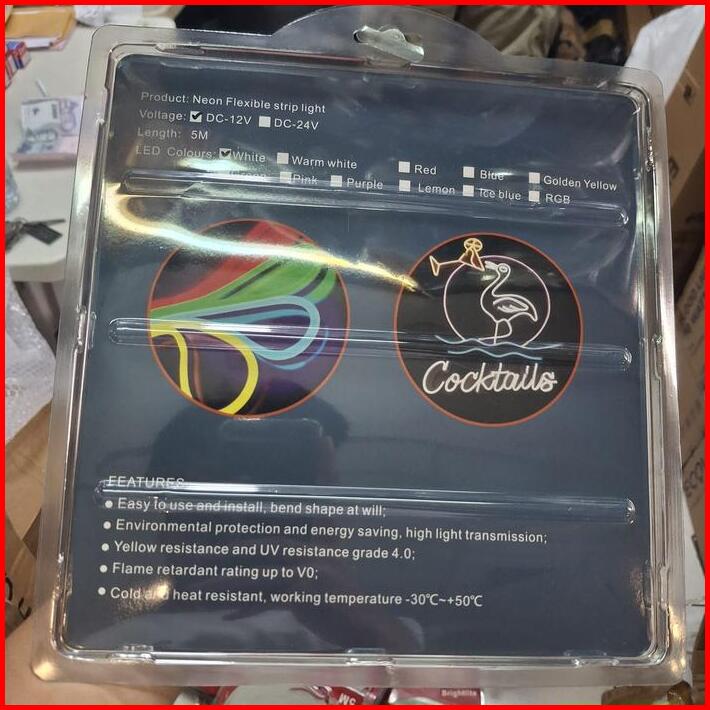 Product: Neon Flexible strip light
Voltage: DC-12V DC-24V
Length: 5M
LED Colours: White Warm white Red Blue Golden Yellow
Green Pink Purple Lemon Ice blue RGB
Cocktails
FEATURES
Easy to use and install, bend shape at will;
Environmental protection and energy saving, high light transmission;
Yellow resistance and UV resistance grade 4.0;
Flame retardant rating up to V0;
Cold and heat resistant, working temperature -30℃~+50℃
Brightlite